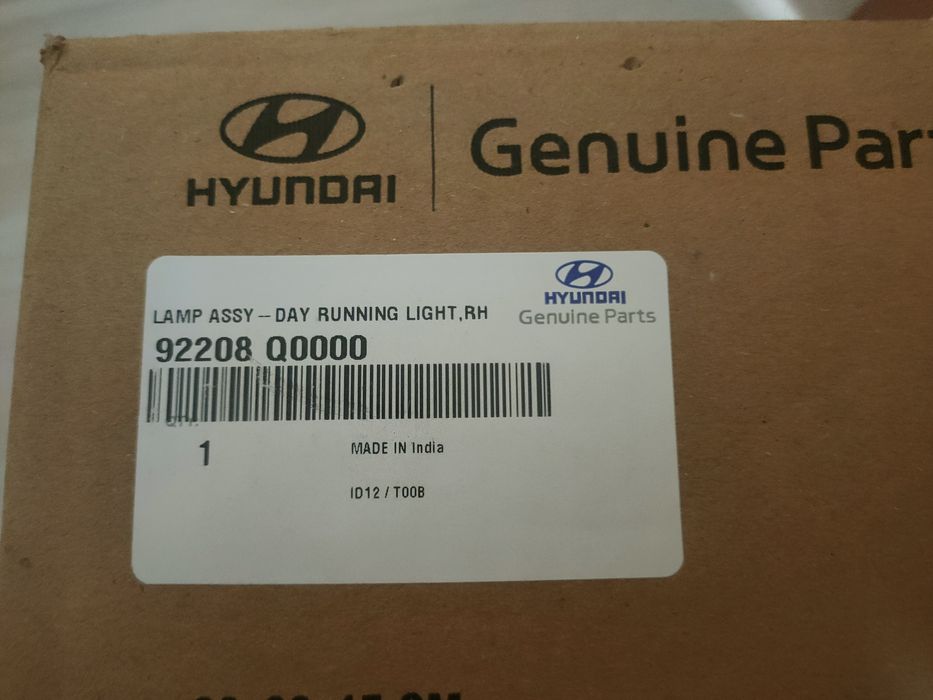 HYUNDAI
Genuine Par
HYUNDAI
Genuine Parts
LAMP ASSY-DAY RUNNING LIGHT,RH
92208 Q0000
QTY.
1
MADE IN India
ID12 / T00B